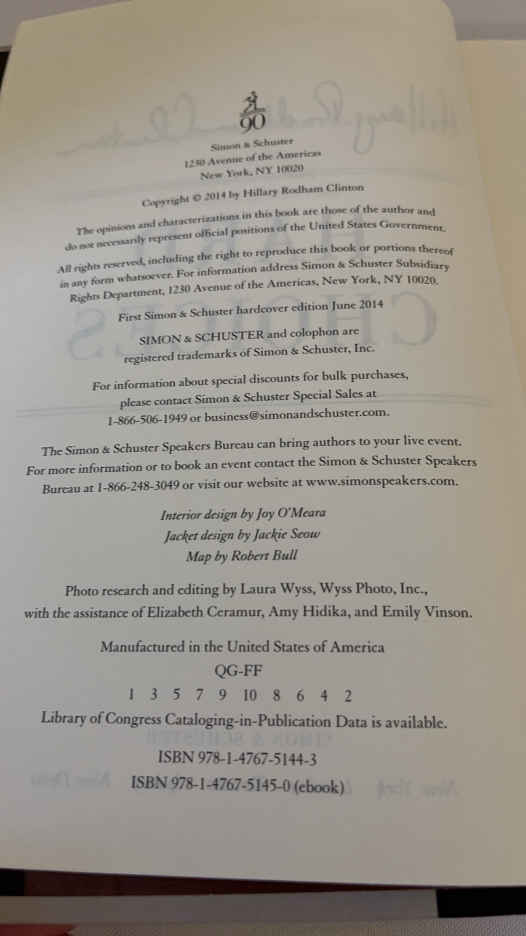 90
Simon & Schuster
1230 Avenue of the Americas
New York, NY 10020
Copyright © 2014 by Hillary Rodham Clinton
The opinions and characterizations in this book are those of the author and
do not necessarily represent official positions of the United States Government.
All rights reserved, including the right to reproduce this book or portions thereof
in any form whatsoever. For information address Simon & Schuster Subsidiary
Rights Department, 1230 Avenue of the Americas, New York, NY 10020.
First Simon & Schuster hardcover edition June 2014
SIMON & SCHUSTER and colophon are
registered trademarks of Simon & Schuster, Inc.
For information about special discounts for bulk purchases,
please contact Simon & Schuster Special Sales at
1-866-506-1949 or business@simonandschuster.com.
The Simon & Schuster Speakers Bureau can bring authors to your live event.
For more information or to book an event contact the Simon & Schuster Speakers
Bureau at 1-866-248-3049 or visit our website at www.simonspeakers.com.
Interior design by Joy O'Meara
Jacket design by Jackie Seow
Map by Robert Bull
Photo research and editing by Laura Wyss, Wyss Photo, Inc.,
with the assistance of Elizabeth Ceramur, Amy Hidika, and Emily Vinson.
Manufactured in the United States of America
QG-FF
1 3 5 7 9 10 8 6 4 2
Library of Congress Cataloging-in-Publication Data is available.
ISBN 978-1-4767-5144-3
ISBN 978-1-4767-5145-0 (ebook)